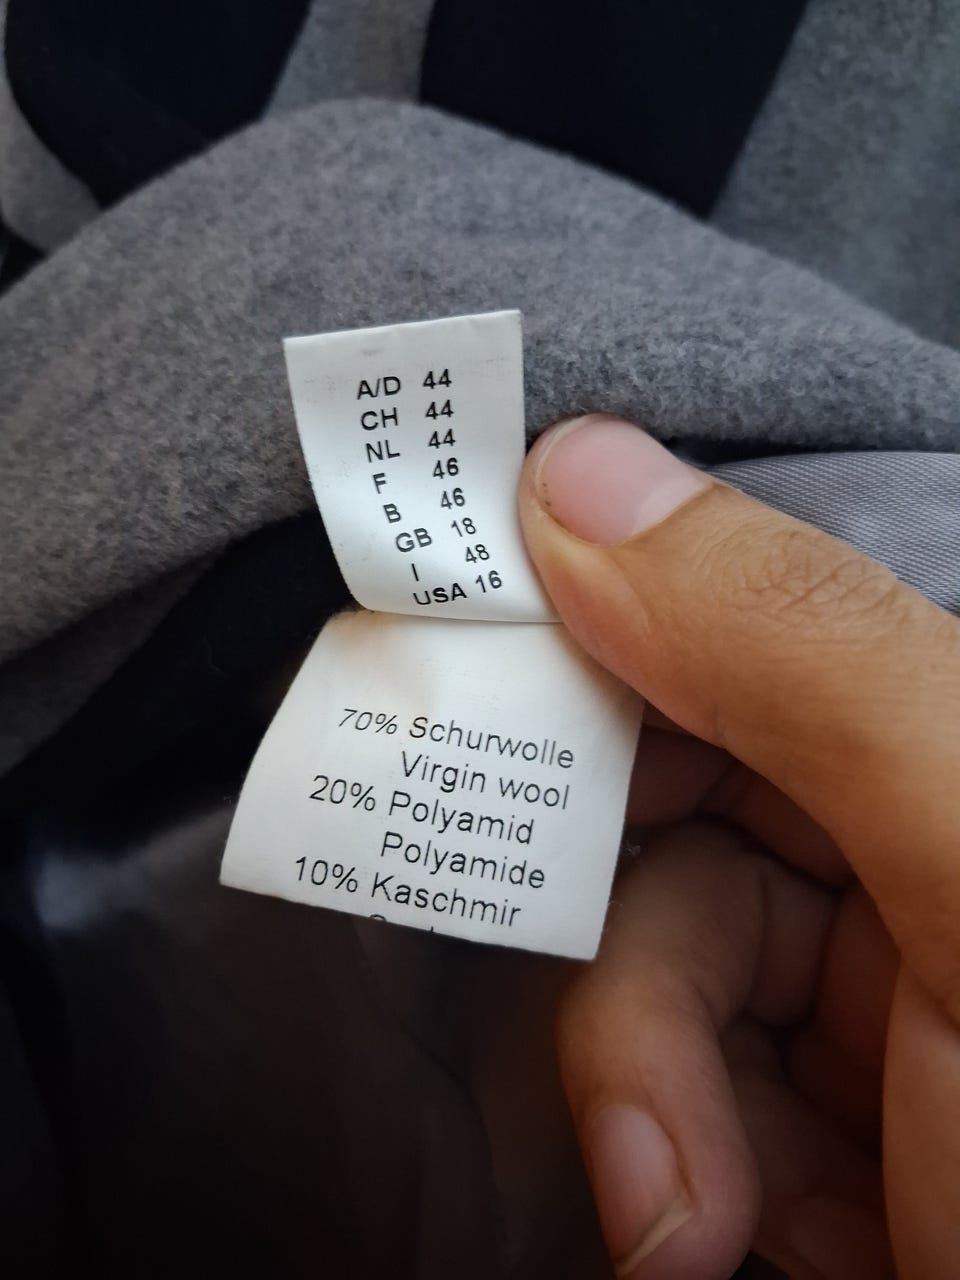 A/D 44
CH 44
NL 44
F 46
B 46
GB 18
I 48
USA 16
70% Schurwolle
Virgin wool
20% Polyamid
Polyamide
10% Kaschmir